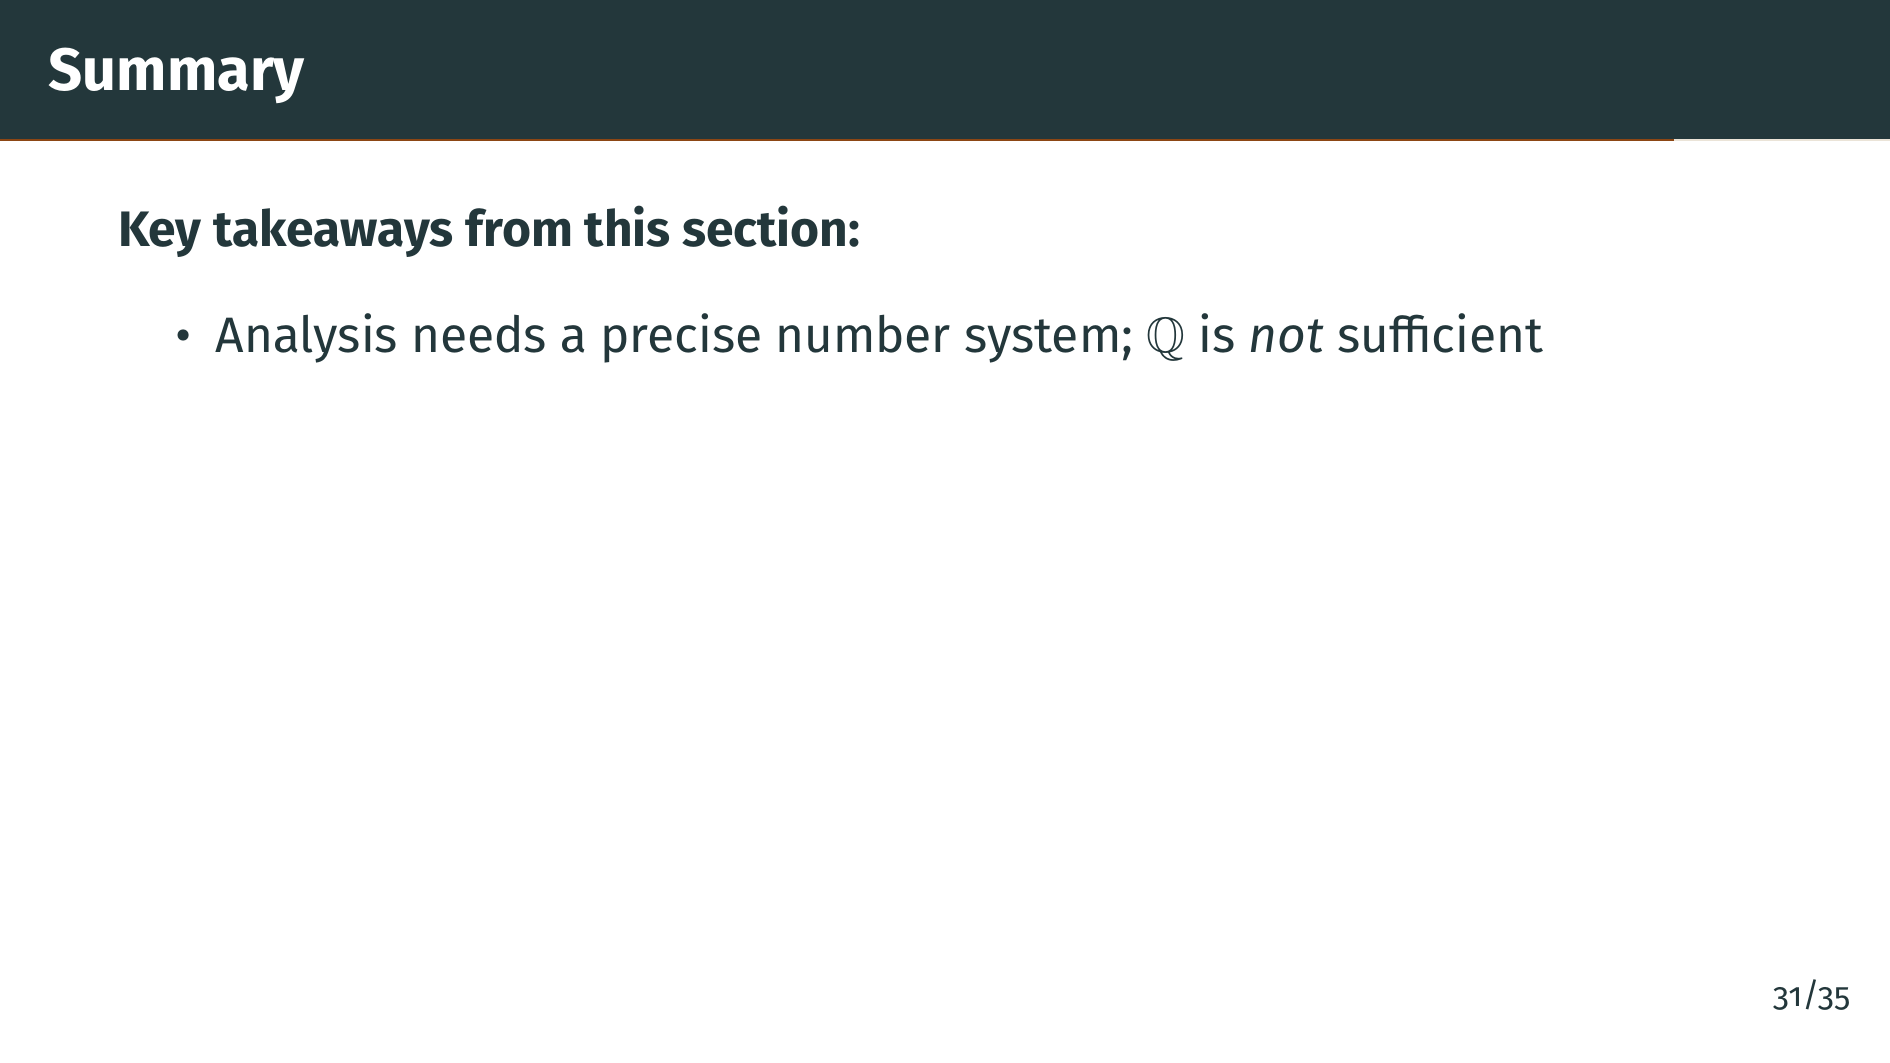 Summary
Key takeaways from this section:
• Analysis needs a precise number system; ℚ is not sufficient
31/35